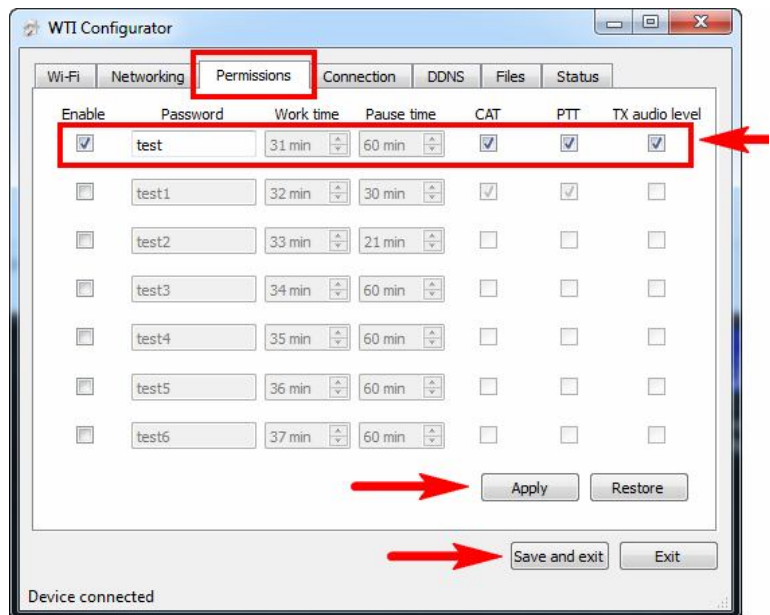 WTI Configurator
Wi-Fi Networking Permissions Connection DDNS Files Status
Enable Password Work time Pause time CAT PTT TX audio level
test 31 min 60 min
test1 32 min 30 min
test2 33 min 21 min
test3 34 min 60 min
test4 35 min 60 min
test5 36 min 60 min
test6 37 min 60 min
Apply Restore
Save and exit Exit
Device connected